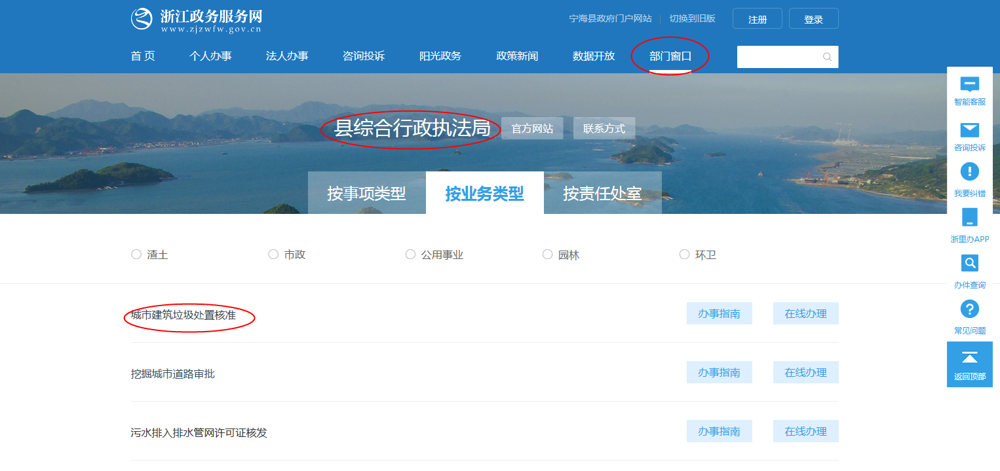 浙江政务服务网
www.zjzwfw.gov.cn
宁海县政府门户网站 切换到旧版 注册 登录
首页 个人办事 法人办事 咨询投诉 阳光政务 政策新闻 数据开放 部门窗口
县综合行政执法局 官方网站 联系方式
按事项类型 按业务类型 按责任处室
渣土 市政 公用事业 园林 环卫
城市建筑垃圾处置核准 办事指南 在线办理
挖掘城市道路审批 办事指南 在线办理
污水排入排水管网许可证核发 办事指南 在线办理
智能客服
咨询投诉
我要纠错
浙里办APP
办件查询
常见问题
返回顶部